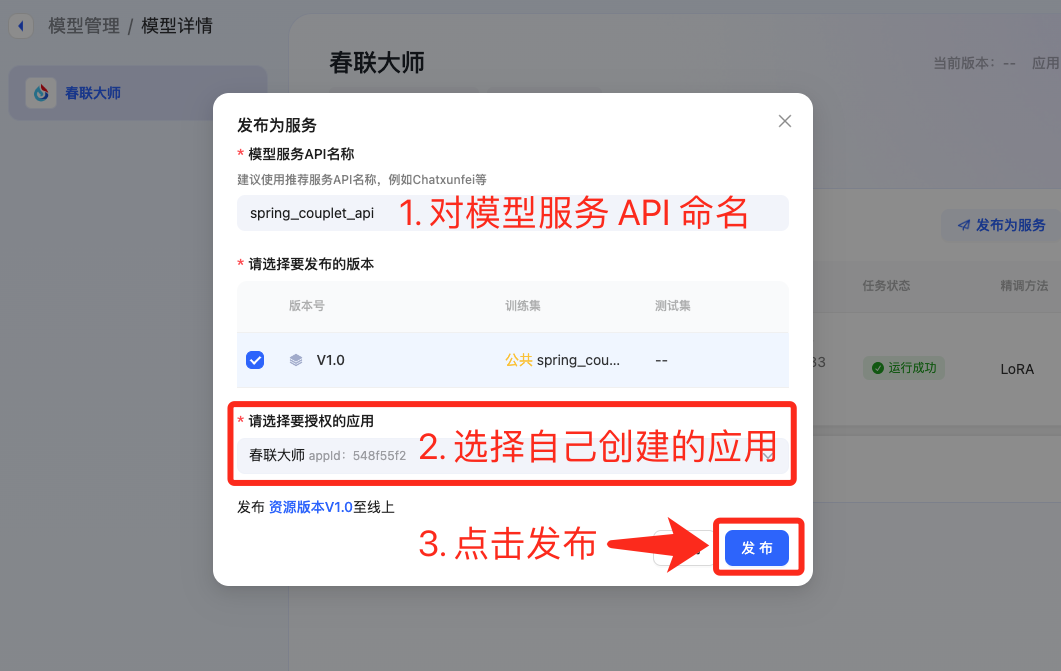 模型管理 / 模型详情
春联大师
春联大师
当前版本：-- 应用
发布为服务
* 模型服务API名称
建议使用推荐服务API名称，例如Chatxunfei等
spring_couplet_api
1. 对模型服务 API 命名
发布为服务
* 请选择要发布的版本
版本号 训练集 测试集
任务状态 精调方法
V1.0 公共 spring_cou... --
33 运行成功 LoRA
* 请选择要授权的应用
春联大师 appId：548f55f2
2. 选择自己创建的应用
发布 资源版本V1.0至线上
3. 点击发布
发 布